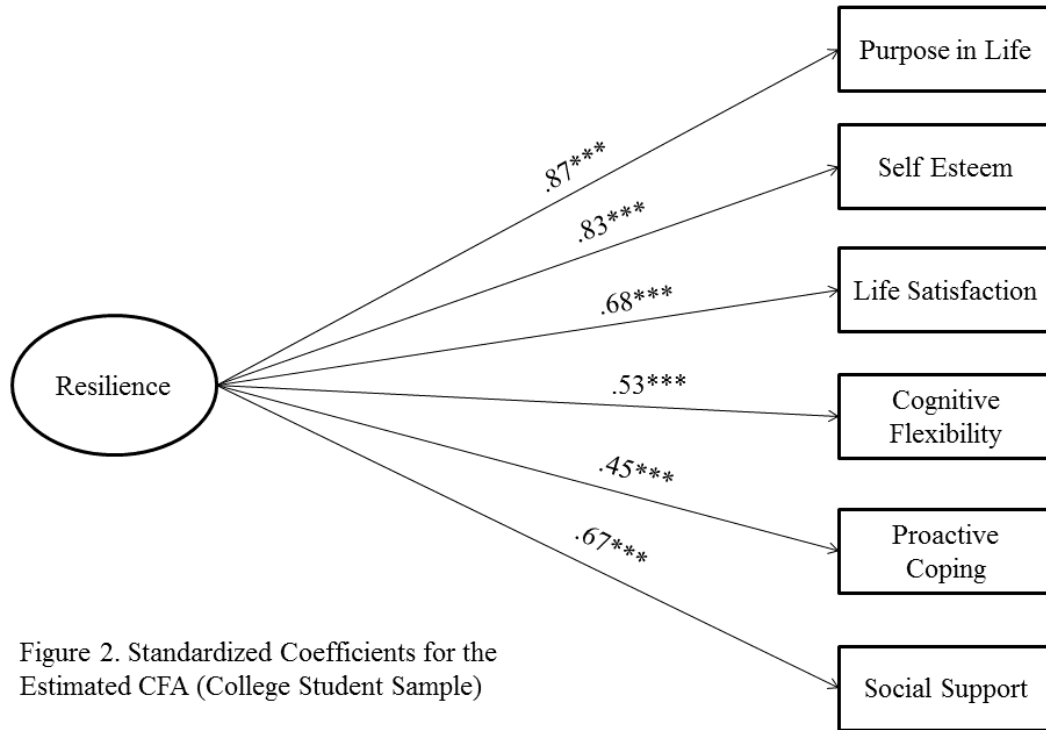 Purpose in Life
.87***
Self Esteem
.83***
Life Satisfaction
.68***
Resilience
.53***
Cognitive
Flexibility
.45***
Proactive
Coping
.67***
Social Support
Figure 2. Standardized Coefficients for the
Estimated CFA (College Student Sample)